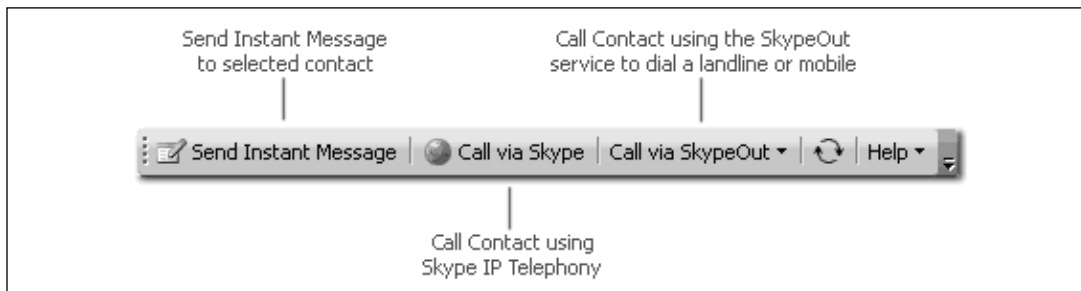 Send Instant Message
to selected contact
Call Contact using the SkypeOut
service to dial a landline or mobile
Send Instant Message Call via Skype Call via SkypeOut Help
Call Contact using
Skype IP Telephony